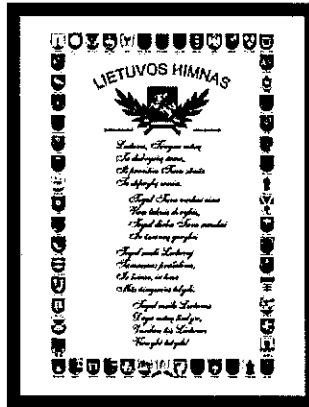 LIETUVOS HIMNAS
Lietuva, Tėvyne mūsų,
Tu didvyrių žeme,
Iš praeities Tavo sūnūs
Te stiprybę semia.
Tegul Tavo vaikai eina
Vien takais dorybės,
Tegul dirba Tavo naudai
Ir žmonių gėrybei.
Tegul saulė Lietuvoj
Tamsumas prašalina,
Ir šviesa, ir tiesa
Mūs žingsnius telydi.
Tegul meilė Lietuvos
Dega mūsų širdyse,
Vardan tos Lietuvos
Vienybė težydi!